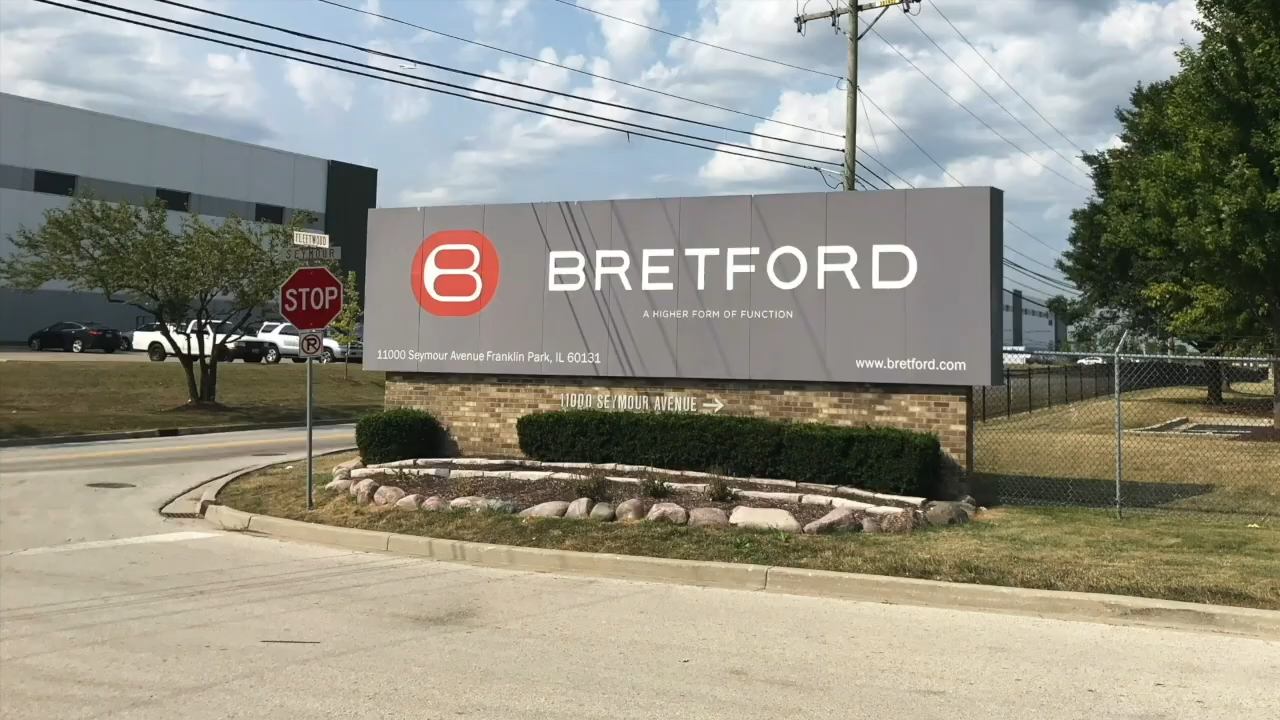 FLEETWOOD
SEYMOUR
STOP
P
B
BRETFORD
A HIGHER FORM OF FUNCTION
11000 Seymour Avenue Franklin Park, IL 60131
www.bretford.com
11000 SEYMOUR AVENUE →